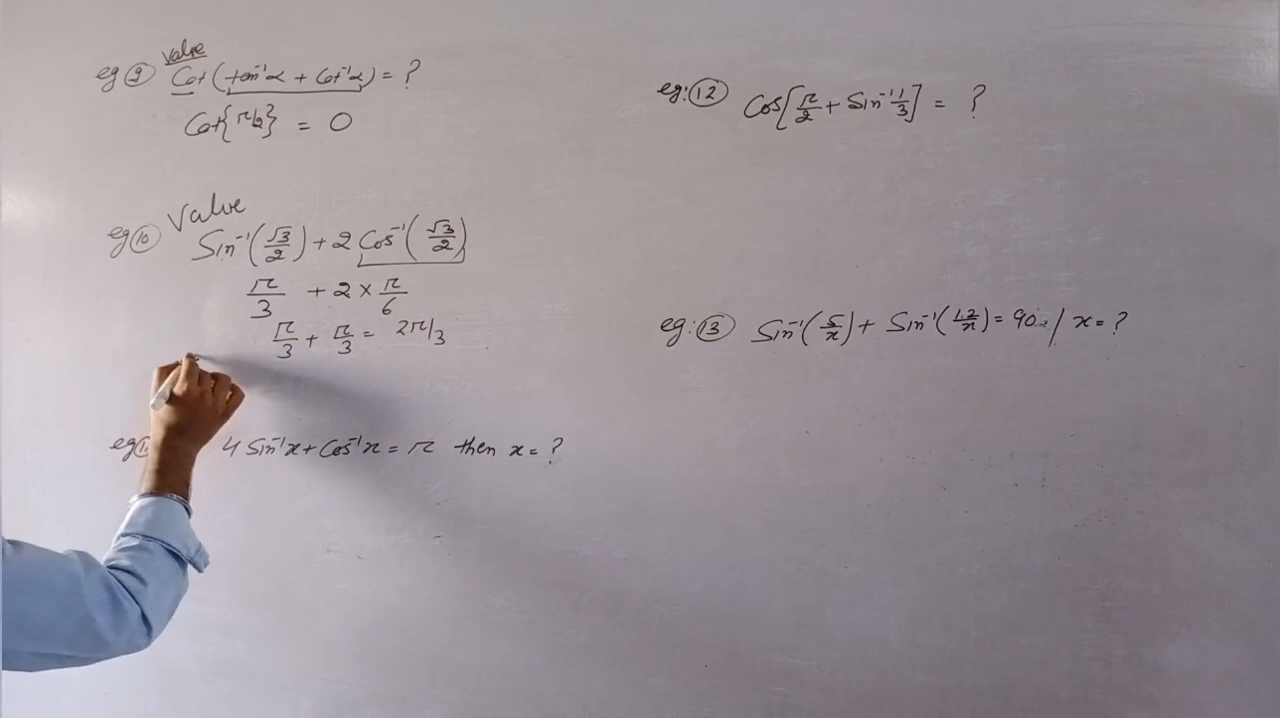 Value
eg ⑨ Cot (tan⁻¹α + Cot⁻¹α) = ?
Cot{π/2} = 0
Value
eg ⑩ Sin⁻¹(√3/2) + 2 Cos⁻¹(√3/2)
π/3 + 2 × π/6
π/3 + π/3 = 2π/3
eg 4 Sin⁻¹x + Cos⁻¹x = π then x = ?
eg: ⑫ Cos[π/2 + Sin⁻¹ 1/3] = ?
eg: ⑬ Sin⁻¹(5/x) + Sin⁻¹(12/x) = 90 / x = ?